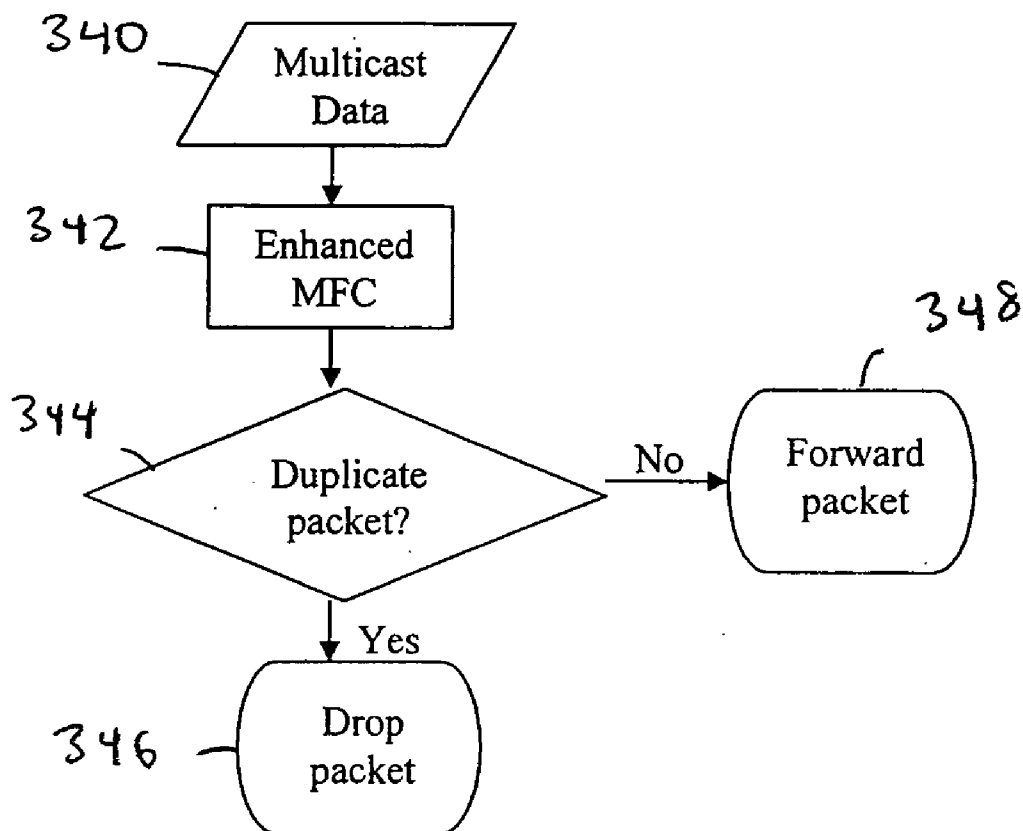 340
Multicast
Data
342
Enhanced
MFC
348
344
Duplicate
packet?
No
Forward
packet
Yes
346
Drop
packet